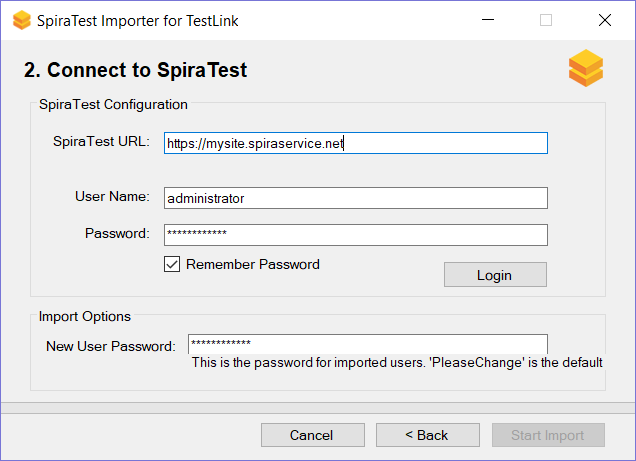 SpiraTest Importer for TestLink
2. Connect to SpiraTest
SpiraTest Configuration
SpiraTest URL: https://mysite.spiraservice.net
User Name: administrator
Password: ************
Remember Password
Login
Import Options
New User Password: ************
This is the password for imported users. 'PleaseChange' is the default
Cancel < Back Start Import